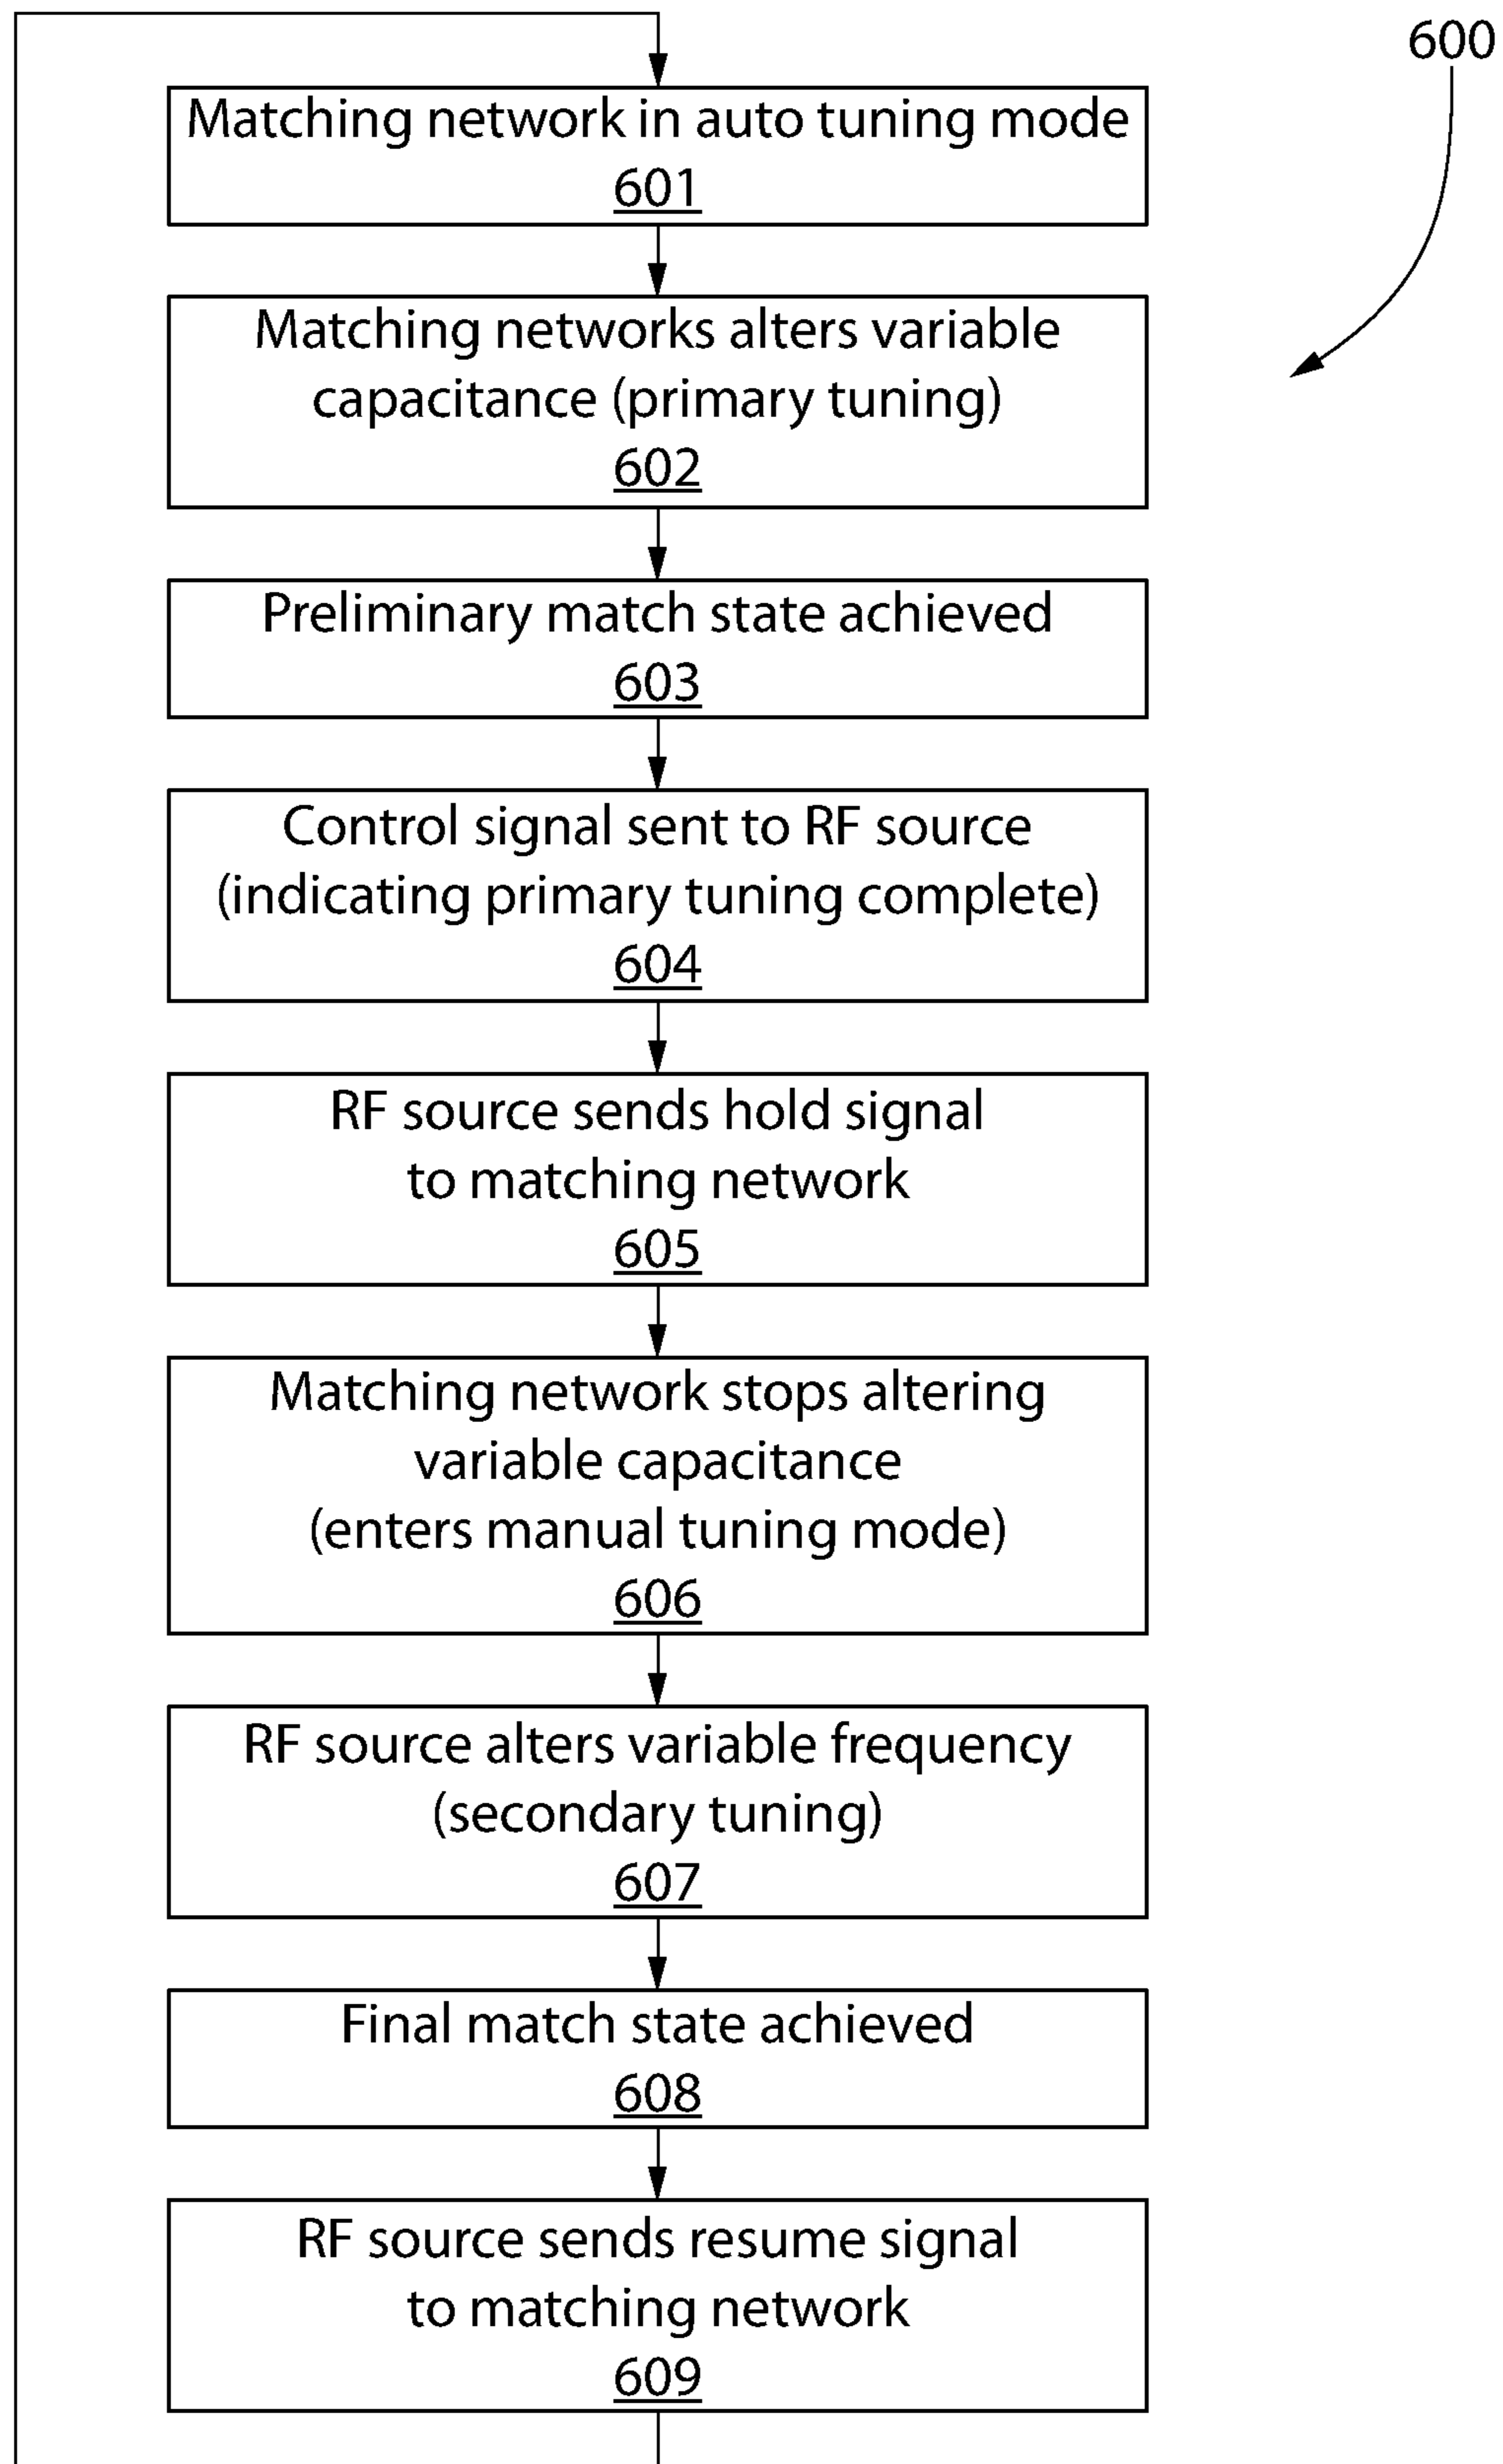 600
Matching network in auto tuning mode
601
Matching networks alters variable
capacitance (primary tuning)
602
Preliminary match state achieved
603
Control signal sent to RF source
(indicating primary tuning complete)
604
RF source sends hold signal
to matching network
605
Matching network stops altering
variable capacitance
(enters manual tuning mode)
606
RF source alters variable frequency
(secondary tuning)
607
Final match state achieved
608
RF source sends resume signal
to matching network
609